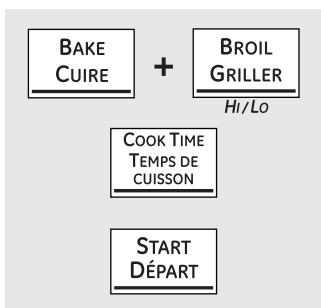 BAKE
CUIRE
+
BROIL
GRILLER
HI/LO
COOK TIME
TEMPS DE
CUISSON
START
DÉPART